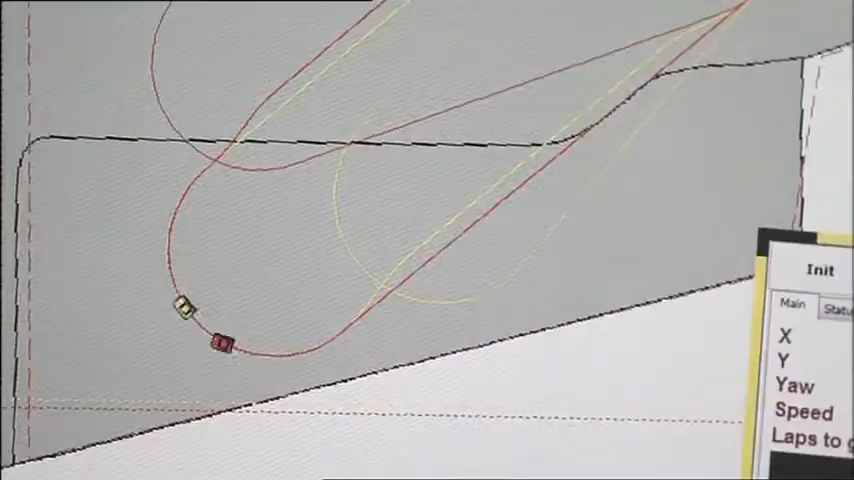 Init
Main
X
Y
Yaw
Speed
Laps to